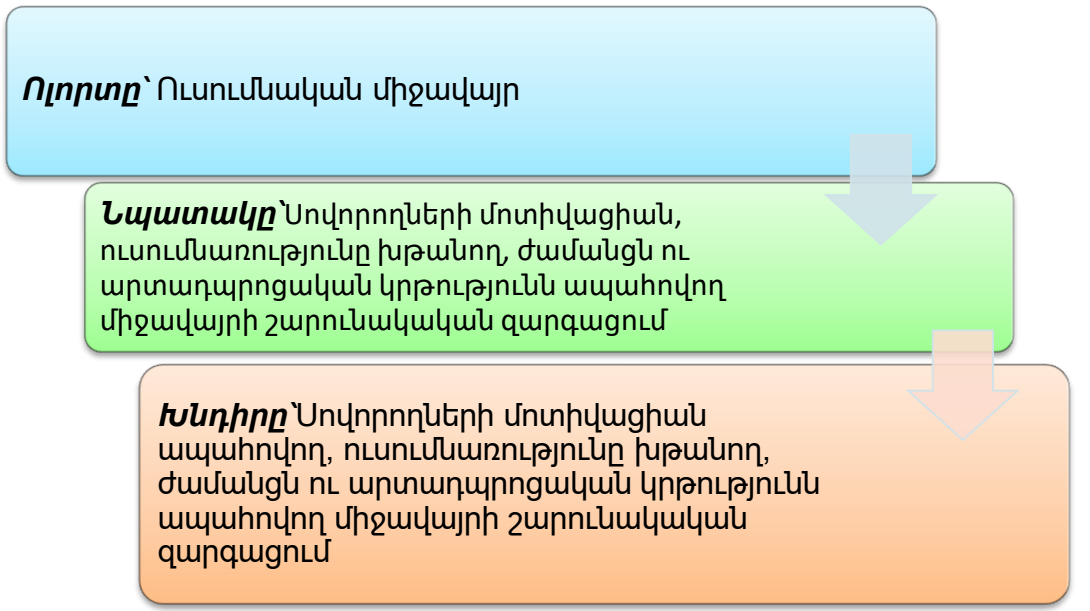 Ոլորտը՝ Ուսումնական միջավայր
Նպատակը՝Սովորողների մոտիվացիան,
ուսումնառությունը խթանող, ժամանցն ու
արտադպրոցական կրթությունն ապահովող
միջավայրի շարունակական զարգացում
Խնդիրը՝Սովորողների մոտիվացիան
ապահովող, ուսումնառությունը խթանող,
ժամանցն ու արտադպրոցական կրթությունն
ապահովող միջավայրի շարունակական
զարգացում